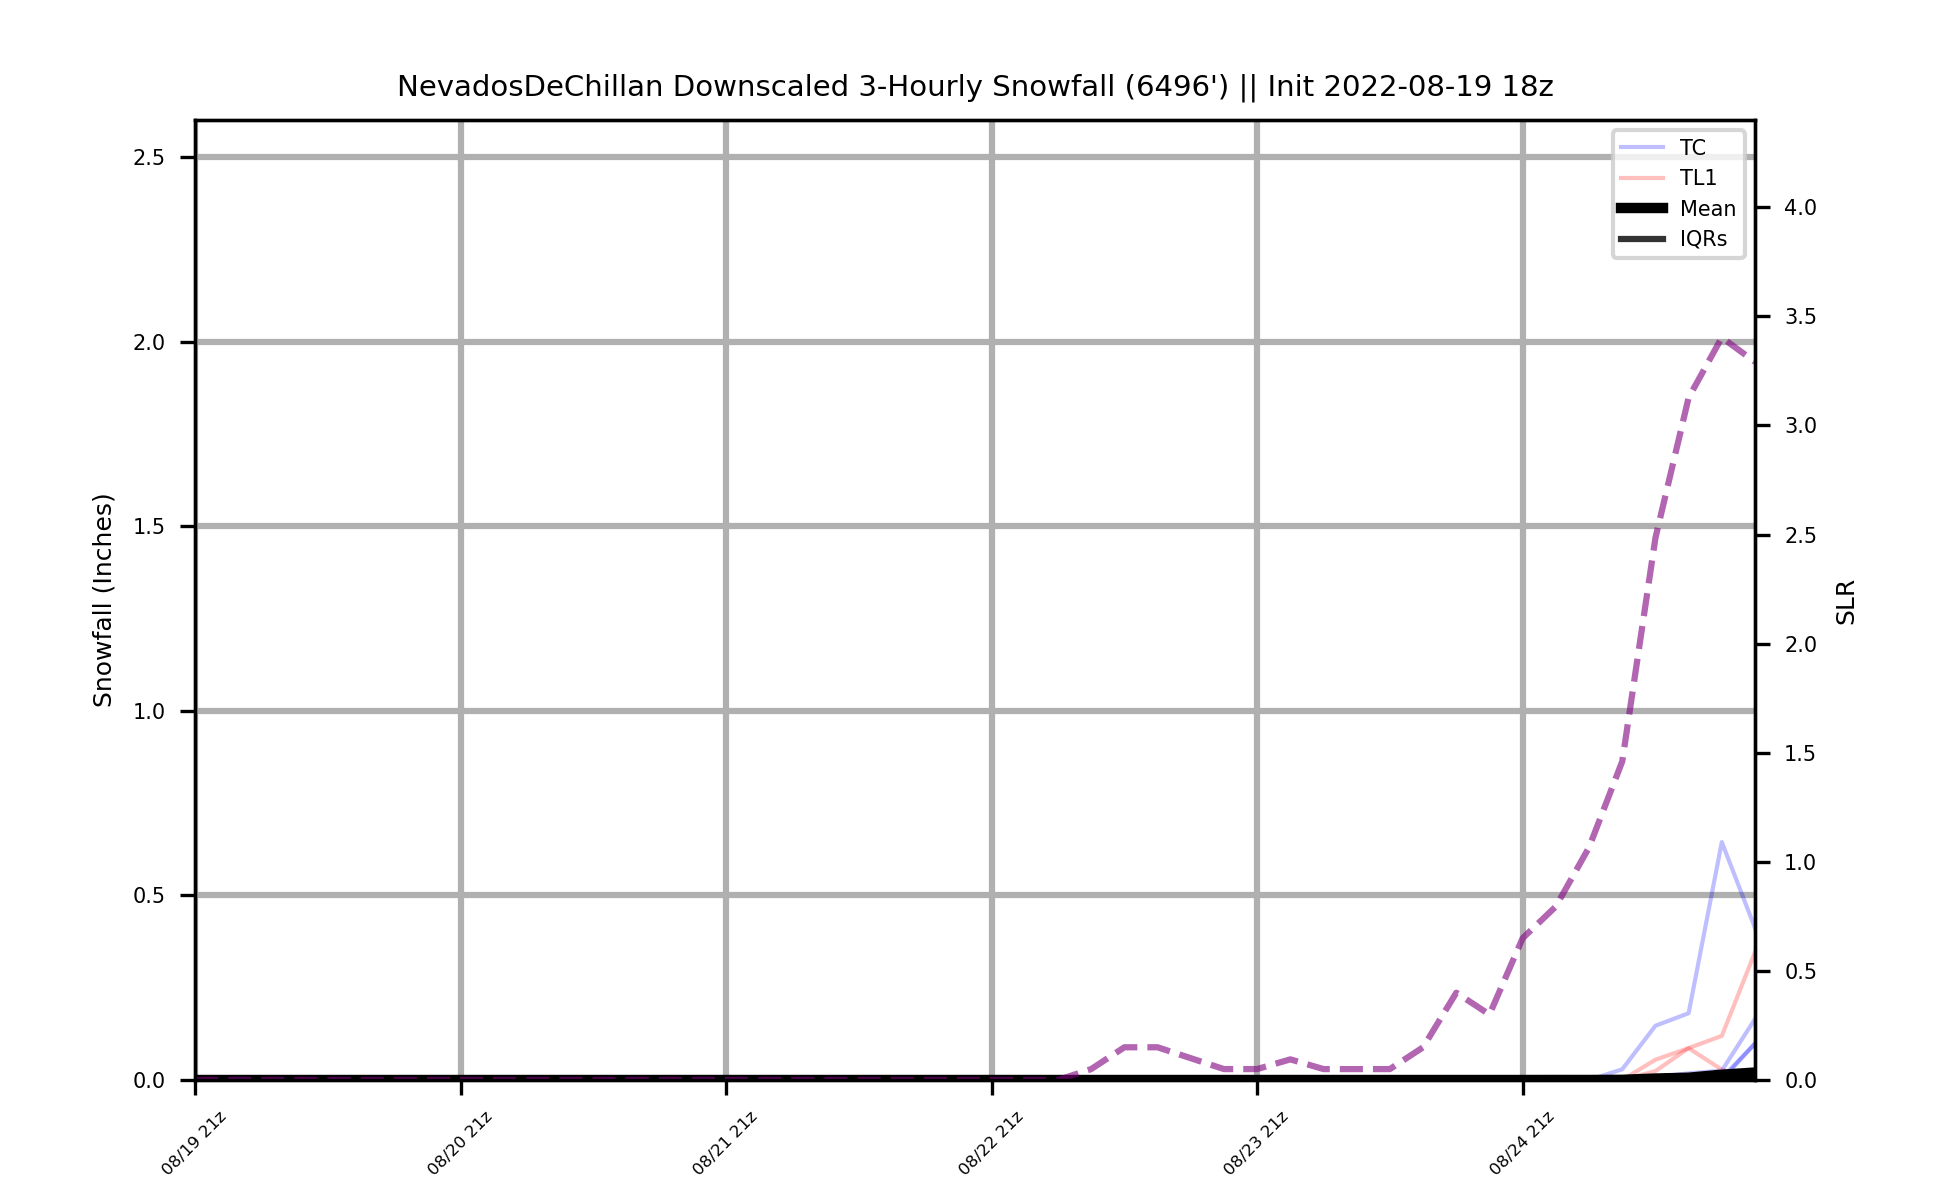 NevadosDeChillan Downscaled 3-Hourly Snowfall (6496') || Init 2022-08-19 18z
TC
TL1
Mean
IQRs
Snowfall (Inches)
2.5
2.0
1.5
1.0
0.5
0.0
SLR
4.0
3.5
3.0
2.5
2.0
1.5
1.0
0.5
0.0
08/19 21z
08/20 21z
08/21 21z
08/22 21z
08/23 21z
08/24 21z